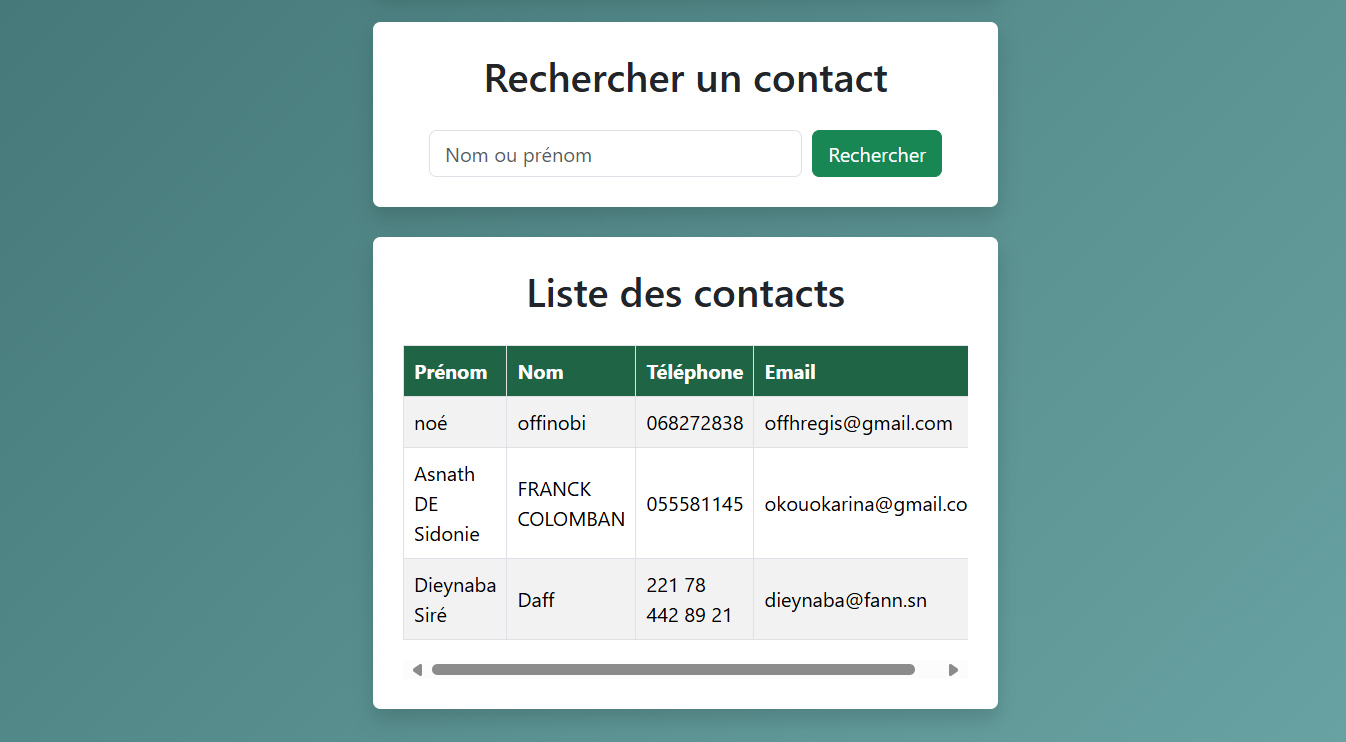 Rechercher un contact
Nom ou prénom
Rechercher
Liste des contacts
Prénom Nom Téléphone Email
noé offinobi 068272838 offhregis@gmail.com
Asnath DE Sidonie FRANCK COLOMBAN 055581145 okouokarina@gmail.co
Dieynaba Siré Daff 221 78 442 89 21 dieynaba@fann.sn